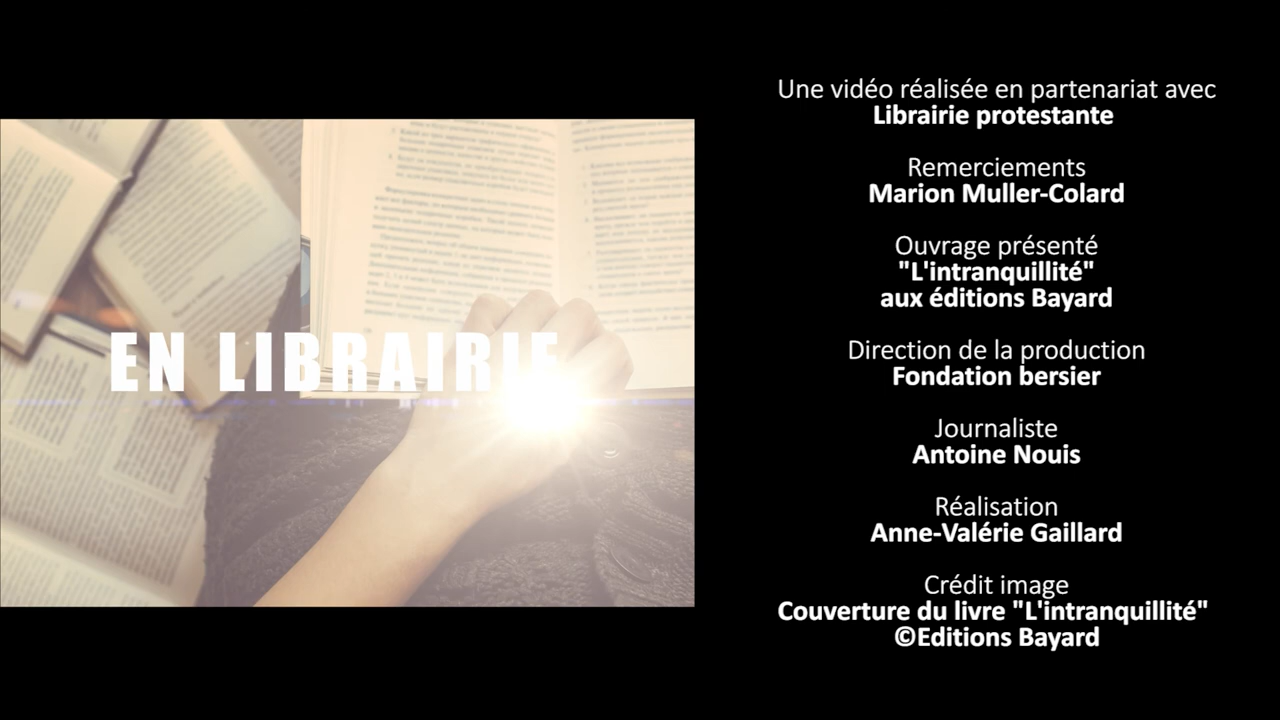 EN LIBRAIRIE
Une vidéo réalisée en partenariat avec
Librairie protestante
Remerciements
Marion Muller-Colard
Ouvrage présenté
"L'intranquillité"
aux éditions Bayard
Direction de la production
Fondation bersier
Journaliste
Antoine Nouis
Réalisation
Anne-Valérie Gaillard
Crédit image
Couverture du livre "L'intranquillité"
©Editions Bayard